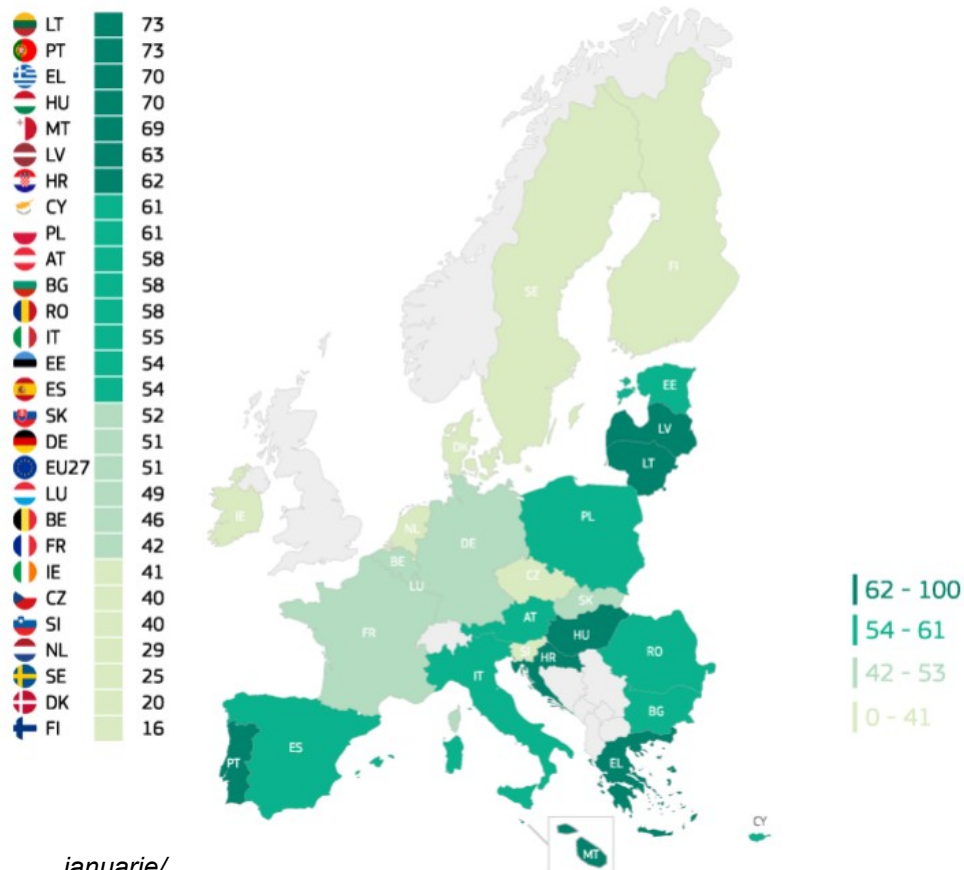 LT 73
PT 73
EL 70
HU 70
MT 69
LV 63
HR 62
CY 61
PL 61
AT 58
BG 58
RO 58
IT 55
EE 54
ES 54
SK 52
DE 51
EU27 51
LU 49
BE 46
FR 42
IE 41
CZ 40
SI 40
NL 29
SE 25
DK 20
FI 16
FI
SE
EE
LV
LT
DK
IE
NL
PL
DE
BE
LU
CZ
SK
FR
AT
HU
SI
HR
RO
IT
BG
ES
PT
EL
CY
MT
62 - 100
54 - 61
42 - 53
0 - 41
ianuarie/